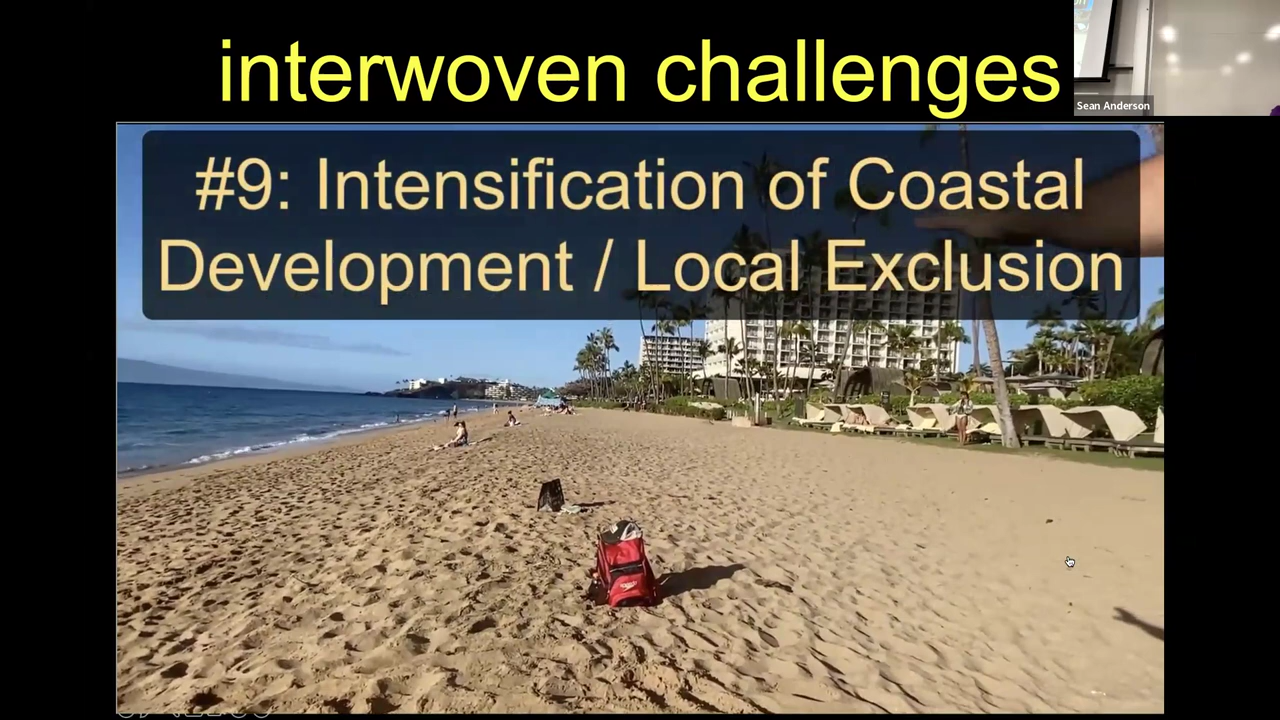 interwoven challenges
Sean Anderson
#9: Intensification of Coastal
Development / Local Exclusion